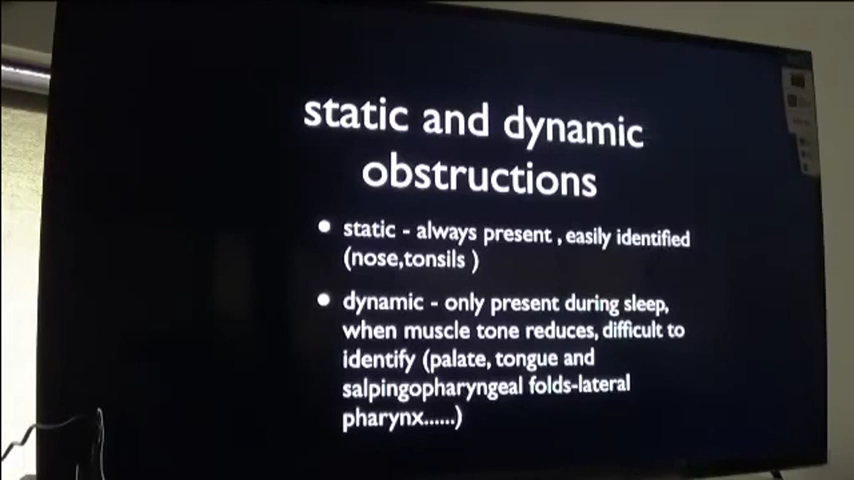 static and dynamic
obstructions
• static - always present , easily identified
(nose,tonsils )
• dynamic - only present during sleep,
when muscle tone reduces, difficult to
identify (palate, tongue and
salpingopharyngeal folds-lateral
pharynx......)